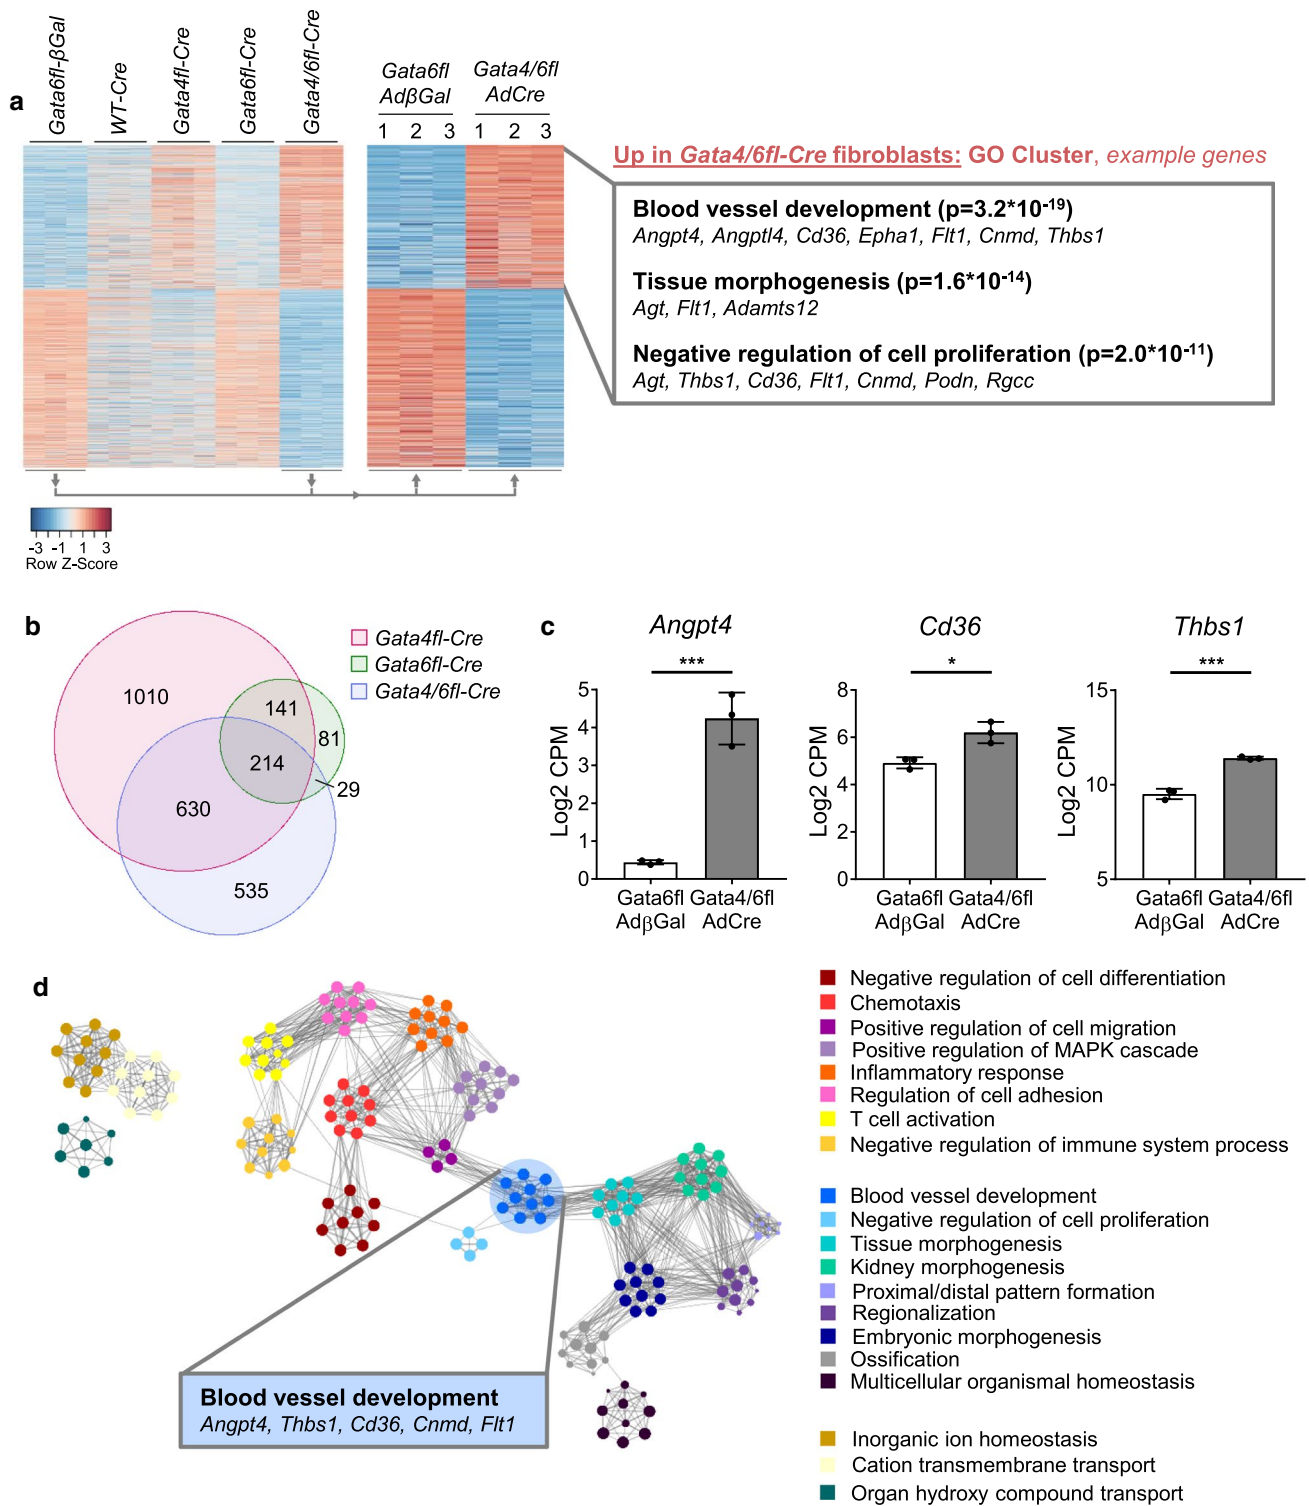 a
Gata6fl-βGal
WT-Cre
Gata4fl-Cre
Gata6fl-Cre
Gata4/6fl-Cre
Gata6fl
AdβGal
Gata4/6fl
AdCre
1 2 3 1 2 3
Up in Gata4/6fl-Cre fibroblasts: GO Cluster, example genes
Blood vessel development (p=3.2*10-19)
Angpt4, Angptl4, Cd36, Epha1, Flt1, Cnmd, Thbs1
Tissue morphogenesis (p=1.6*10-14)
Agt, Flt1, Adamts12
Negative regulation of cell proliferation (p=2.0*10-11)
Agt, Thbs1, Cd36, Flt1, Cnmd, Podn, Rgcc
-3 -1 1 3
Row Z-Score
b
Gata4fl-Cre
Gata6fl-Cre
Gata4/6fl-Cre
1010
141
81
214
29
630
535
c
Angpt4
***
Log2 CPM
5
4
3
2
1
0
Gata6fl
AdβGal
Gata4/6fl
AdCre
Cd36
*
Log2 CPM
8
6
4
2
0
Gata6fl
AdβGal
Gata4/6fl
AdCre
Thbs1
***
Log2 CPM
15
10
5
Gata6fl
AdβGal
Gata4/6fl
AdCre
d
Blood vessel development
Angpt4, Thbs1, Cd36, Cnmd, Flt1
Negative regulation of cell differentiation
Chemotaxis
Positive regulation of cell migration
Positive regulation of MAPK cascade
Inflammatory response
Regulation of cell adhesion
T cell activation
Negative regulation of immune system process
Blood vessel development
Negative regulation of cell proliferation
Tissue morphogenesis
Kidney morphogenesis
Proximal/distal pattern formation
Regionalization
Embryonic morphogenesis
Ossification
Multicellular organismal homeostasis
Inorganic ion homeostasis
Cation transmembrane transport
Organ hydroxy compound transport